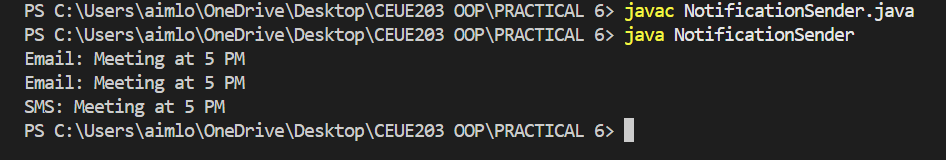 PS C:\Users\aimlo\OneDrive\Desktop\CEUE203 OOP\PRACTICAL 6> javac NotificationSender.java
PS C:\Users\aimlo\OneDrive\Desktop\CEUE203 OOP\PRACTICAL 6> java NotificationSender
Email: Meeting at 5 PM
Email: Meeting at 5 PM
SMS: Meeting at 5 PM
PS C:\Users\aimlo\OneDrive\Desktop\CEUE203 OOP\PRACTICAL 6>